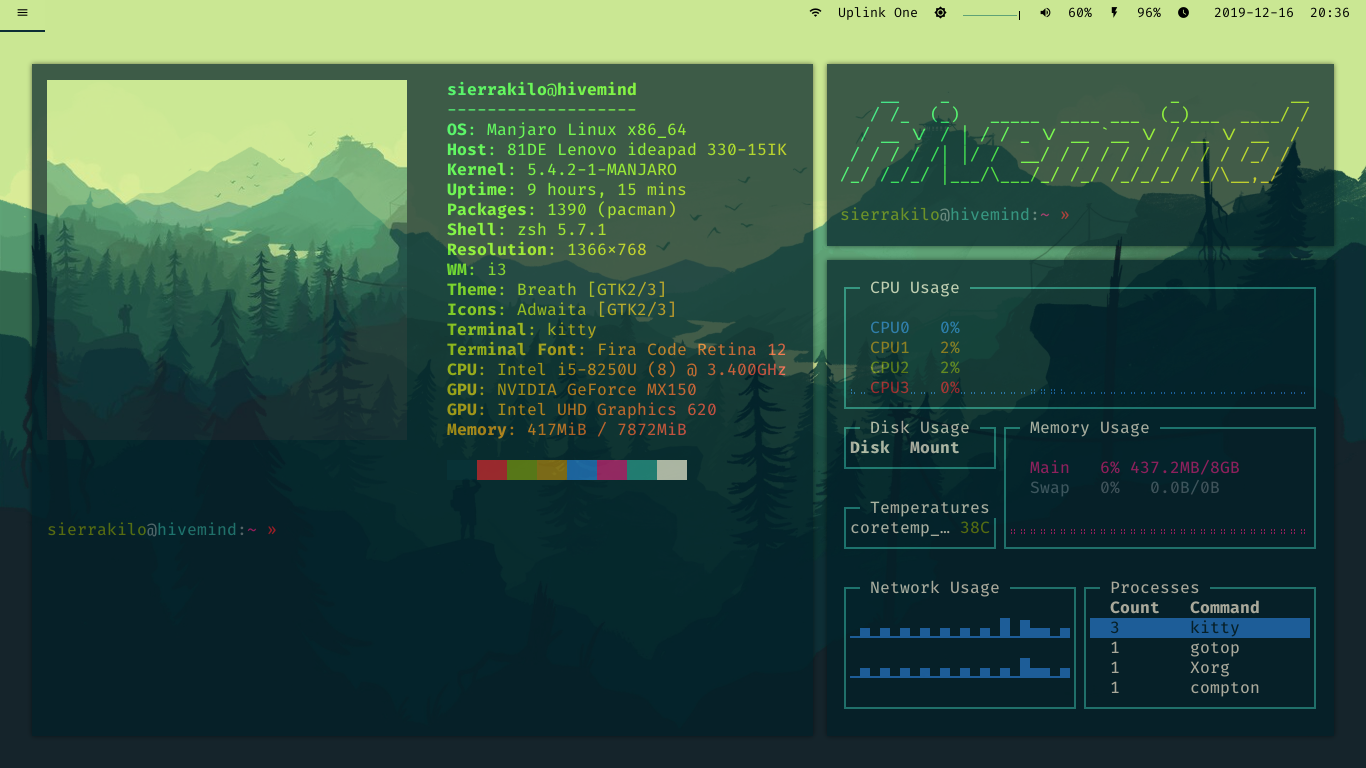 Uplink One 60% 96% 2019-12-16 20:36
sierrakilo@hivemind
-------------------
OS: Manjaro Linux x86_64
Host: 81DE Lenovo ideapad 330-15IK
Kernel: 5.4.2-1-MANJARO
Uptime: 9 hours, 15 mins
Packages: 1390 (pacman)
Shell: zsh 5.7.1
Resolution: 1366×768
WM: i3
Theme: Breath [GTK2/3]
Icons: Adwaita [GTK2/3]
Terminal: kitty
Terminal Font: Fira Code Retina 12
CPU: Intel i5-8250U (8) @ 3.400GHz
GPU: NVIDIA GeForce MX150
GPU: Intel UHD Graphics 620
Memory: 417MiB / 7872MiB
sierrakilo@hivemind:~ »
hivemind
sierrakilo@hivemind:~ »
CPU Usage
CPU0 0%
CPU1 2%
CPU2 2%
CPU3 0%
Disk Usage
Disk Mount
Temperatures
coretemp_… 38C
Memory Usage
Main 6% 437.2MB/8GB
Swap 0% 0.0B/0B
Network Usage
Processes
Count Command
3 kitty
1 gotop
1 Xorg
1 compton